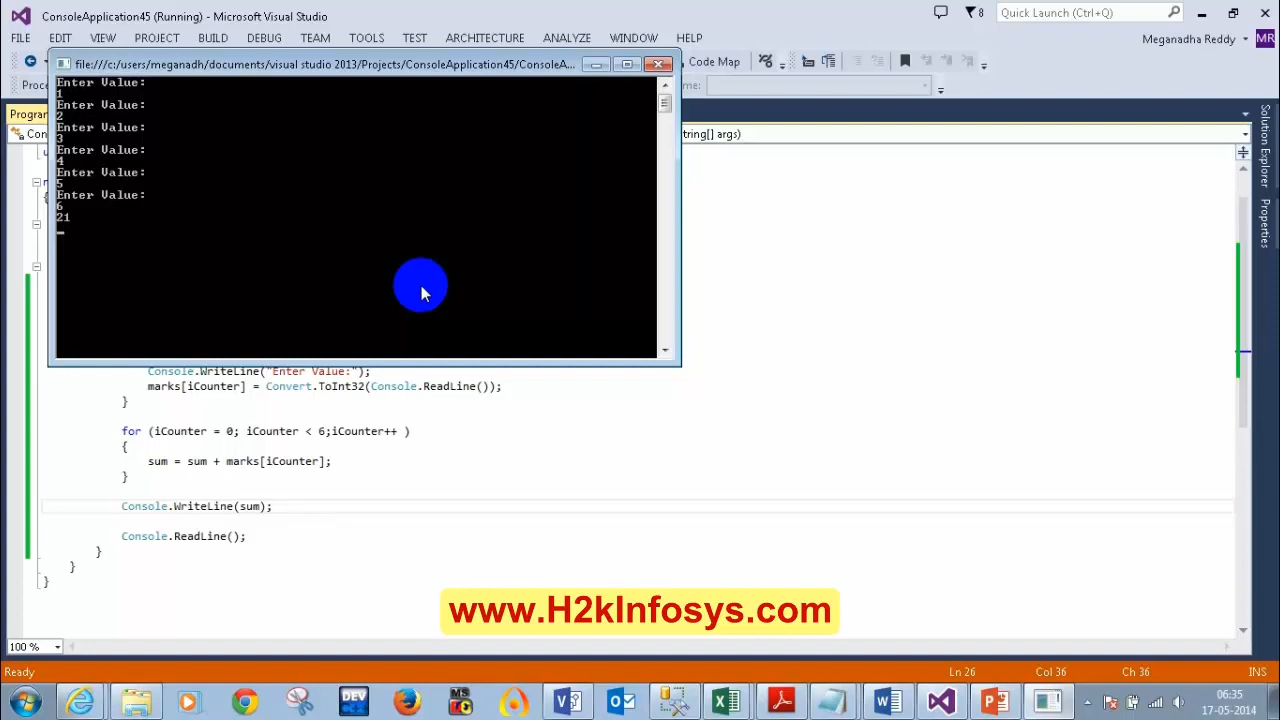 ConsoleApplication45 (Running) - Microsoft Visual Studio
8
Quick Launch (Ctrl+Q)
FILE EDIT VIEW PROJECT BUILD DEBUG TEAM TOOLS TEST ARCHITECTURE ANALYZE WINDOW HELP
Meganadha Reddy MR
file:///c:/users/meganadh/documents/visual studio 2013/Projects/ConsoleApplication45/ConsoleA...
Code Map
Enter Value:
1
Enter Value:
2
Enter Value:
3
Enter Value:
4
Enter Value:
5
Enter Value:
6
21
Solution Explorer
Properties
Console.WriteLine("Enter Value:");
marks[iCounter] = Convert.ToInt32(Console.ReadLine());
}
for (iCounter = 0; iCounter < 6;iCounter++ )
{
sum = sum + marks[iCounter];
}
Console.WriteLine(sum);
Console.ReadLine();
}
}
}
www.H2kInfosys.com
100 %
Ready Ln 26 Col 36 Ch 36 INS
DEV
MS
06:35
17-05-2014